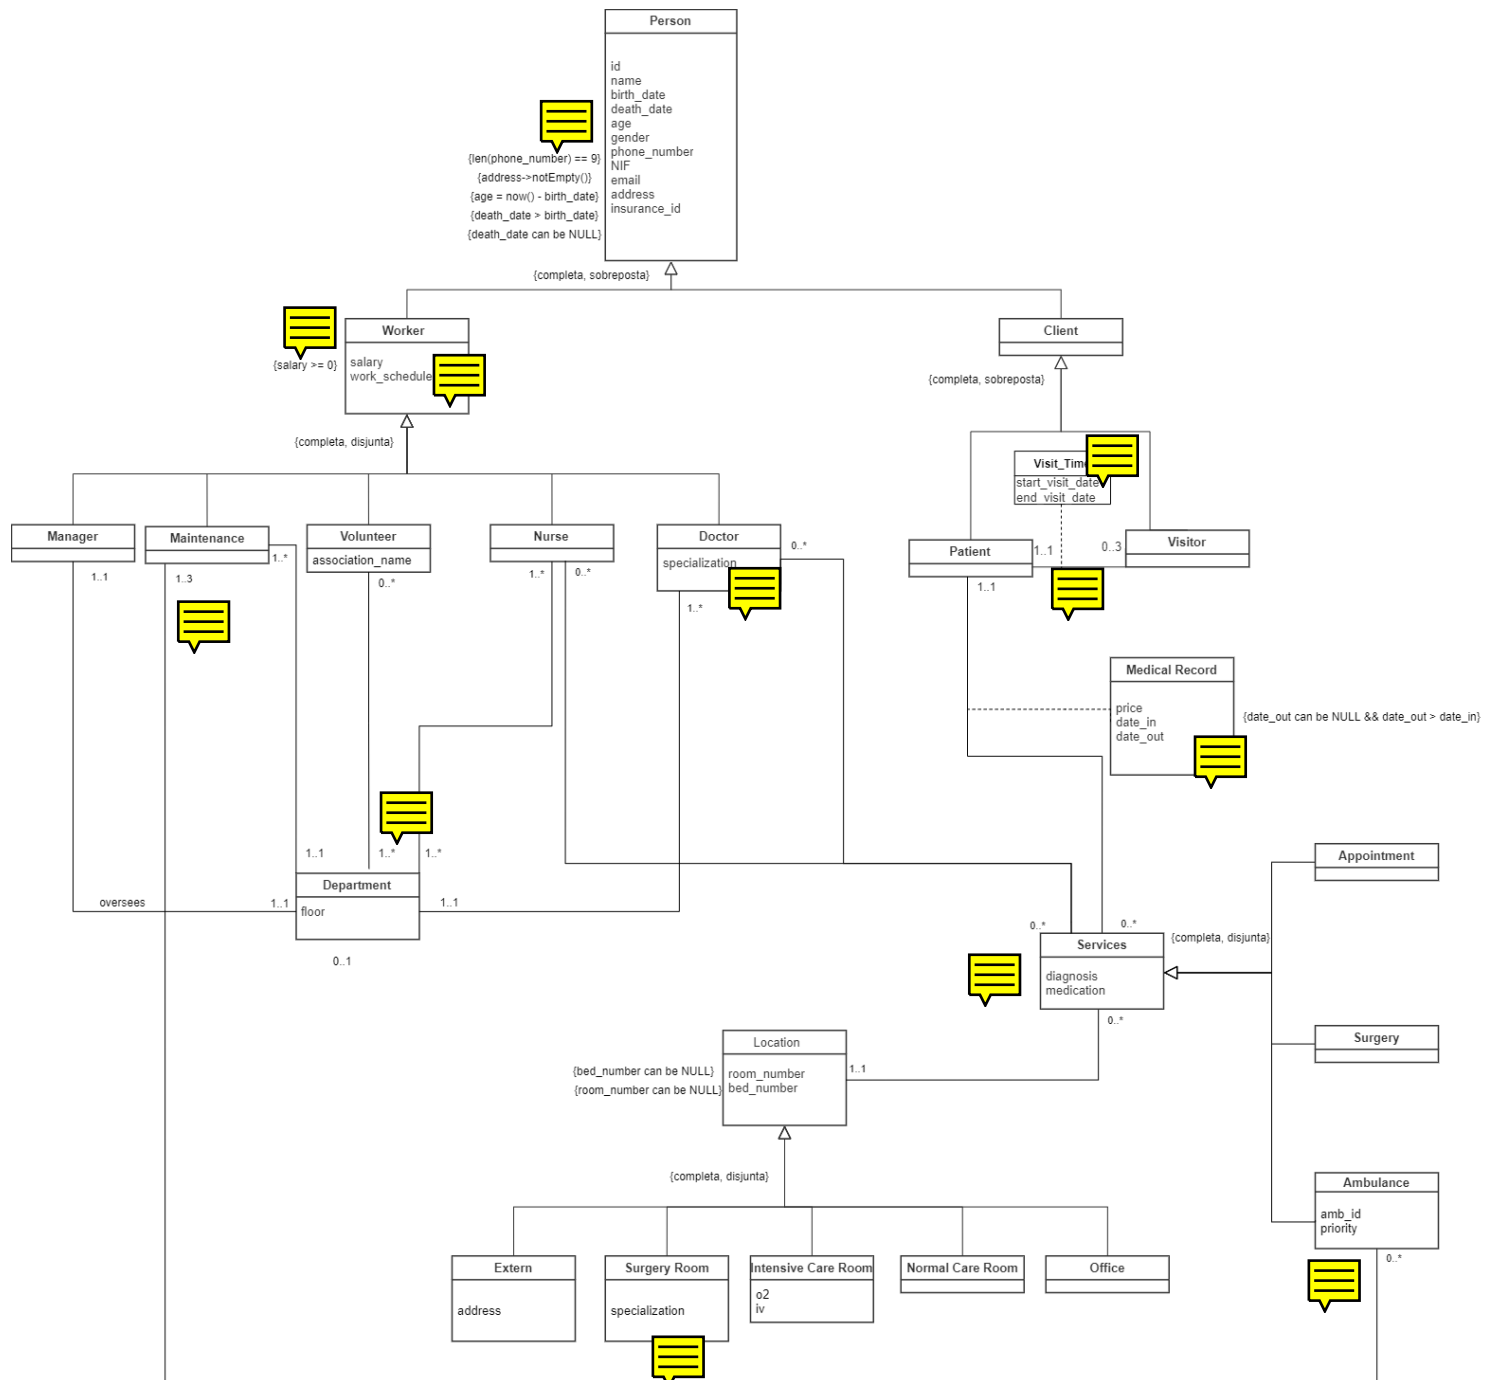 Person
id
name
birth_date
death_date
age
gender
phone_number
NIF
email
address
insurance_id
{len(phone_number) == 9}
{address->notEmpty()}
{age = now() - birth_date}
{death_date > birth_date}
{death_date can be NULL}
{completa, sobreposta}
Worker
salary
work_schedule
{salary >= 0}
Client
{completa, sobreposta}
{completa, disjunta}
Visit_Time
start_visit_date
end_visit_date
Manager
Maintenance
Volunteer
association_name
Nurse
Doctor
specialization
Patient
Visitor
1..1
0..3
1..*
0..*
1..1
1..3
0..*
1..*
0..*
1..*
1..1
Medical Record
price
date_in
date_out
{date_out can be NULL && date_out > date_in}
1..1
1..*
1..*
Department
floor
oversees
1..1
1..1
0..1
Appointment
0..*
0..*
Services
diagnosis
medication
{completa, disjunta}
0..*
Surgery
Location
room_number
bed_number
{bed_number can be NULL}
{room_number can be NULL}
1..1
{completa, disjunta}
Ambulance
amb_id
priority
0..*
Extern
address
Surgery Room
specialization
Intensive Care Room
o2
iv
Normal Care Room
Office